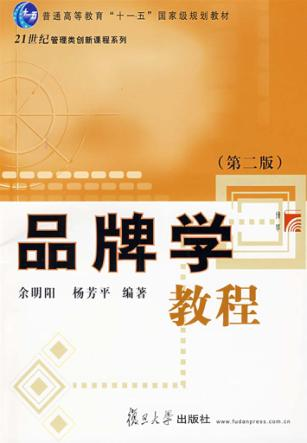 普通高等教育“十一五”国家级规划教材
21世纪管理类创新课程系列
(第二版)
品牌学
教程
余明阳 杨芳平 编著
复旦大学出版社
www.fudanpress.com.cn